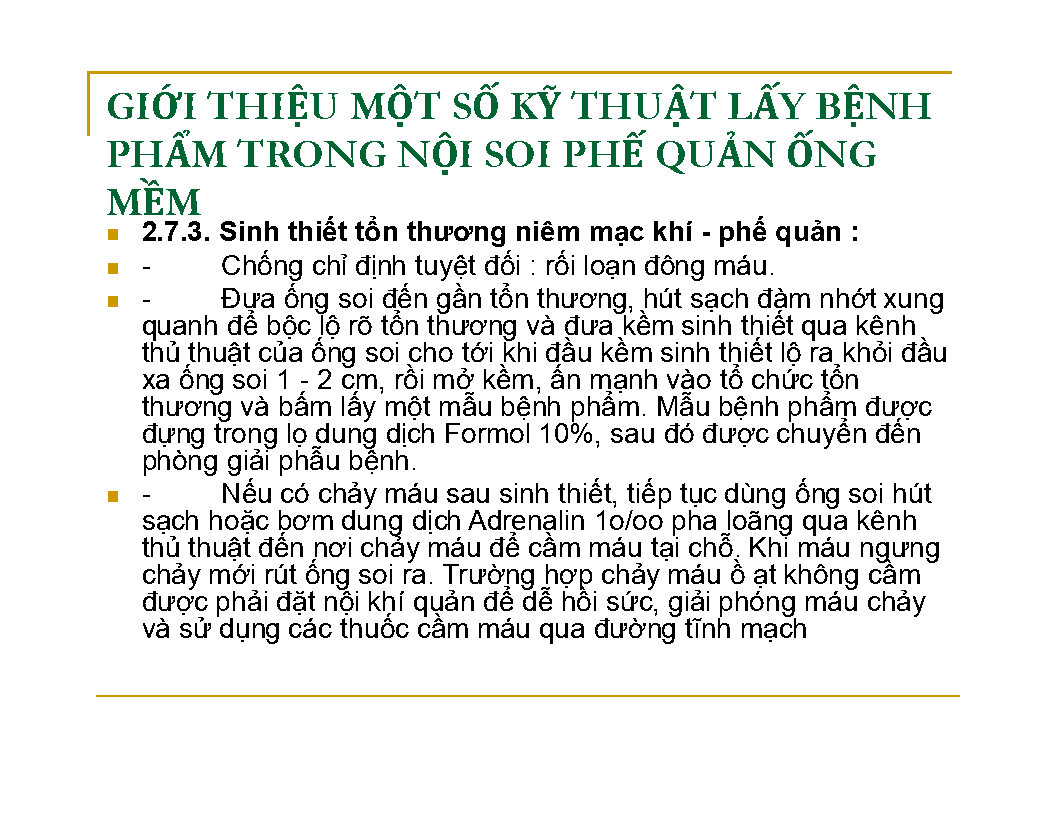 GIỚI THIỆU MỘT SỐ KỸ THUẬT LẤY BỆNH
PHẨM TRONG NỘI SOI PHẾ QUẢN ỐNG
MỀM
2.7.3. Sinh thiết tổn thương niêm mạc khí - phế quản :
- Chống chỉ định tuyệt đối : rối loạn đông máu.
- Đưa ống soi đến gần tổn thương, hút sạch đàm nhớt xung
quanh để bộc lộ rõ tổn thương và đưa kềm sinh thiết qua kênh
thủ thuật của ống soi cho tới khi đầu kềm sinh thiết lộ ra khỏi đầu
xa ống soi 1 - 2 cm, rồi mở kềm, ấn mạnh vào tổ chức tổn
thương và bấm lấy một mẫu bệnh phẩm. Mẫu bệnh phẩm được
đựng trong lọ dung dịch Formol 10%, sau đó được chuyển đến
phòng giải phẫu bệnh.
- Nếu có chảy máu sau sinh thiết, tiếp tục dùng ống soi hút
sạch hoặc bơm dung dịch Adrenalin 1o/oo pha loãng qua kênh
thủ thuật đến nơi chảy máu để cầm máu tại chỗ. Khi máu ngưng
chảy mới rút ống soi ra. Trường hợp chảy máu ồ ạt không cầm
được phải đặt nội khí quản để dễ hồi sức, giải phóng máu chảy
và sử dụng các thuốc cầm máu qua đường tĩnh mạch